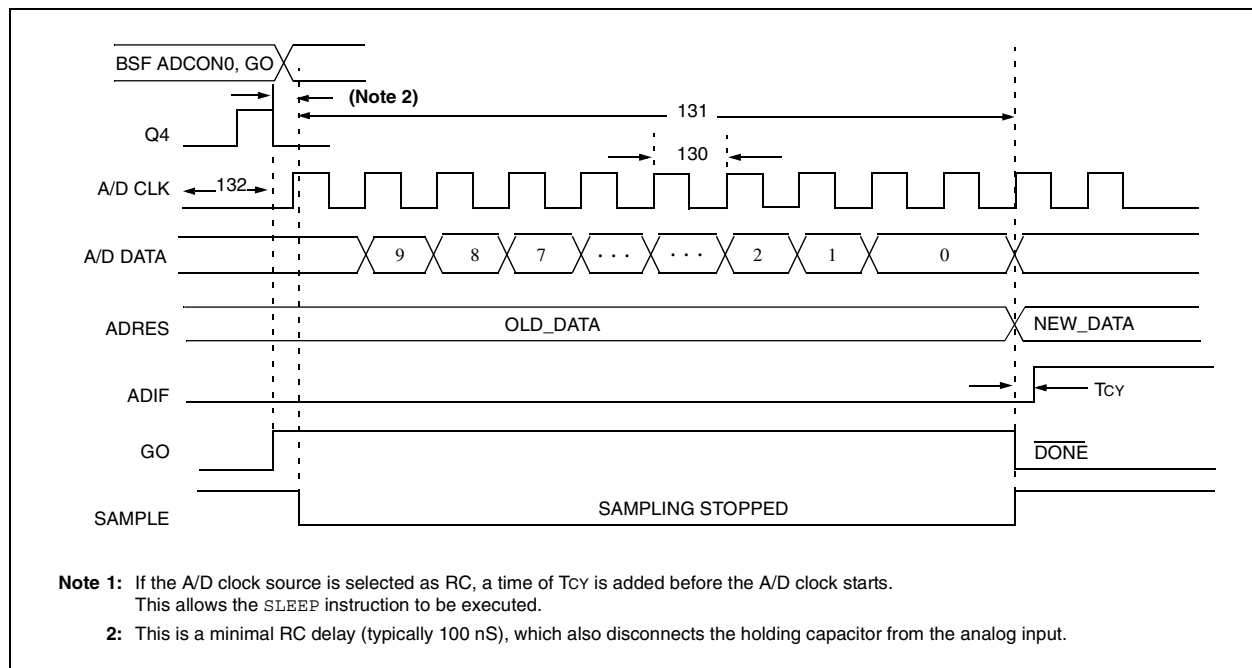 BSF ADCON0, GO
(Note 2)
131
Q4
130
A/D CLK
132
A/D DATA
9 8 7 · · · · · · 2 1 0
ADRES
OLD_DATA
NEW_DATA
ADIF
TCY
GO
DONE
SAMPLE
SAMPLING STOPPED
Note 1: If the A/D clock source is selected as RC, a time of TCY is added before the A/D clock starts.
This allows the SLEEP instruction to be executed.
2: This is a minimal RC delay (typically 100 nS), which also disconnects the holding capacitor from the analog input.